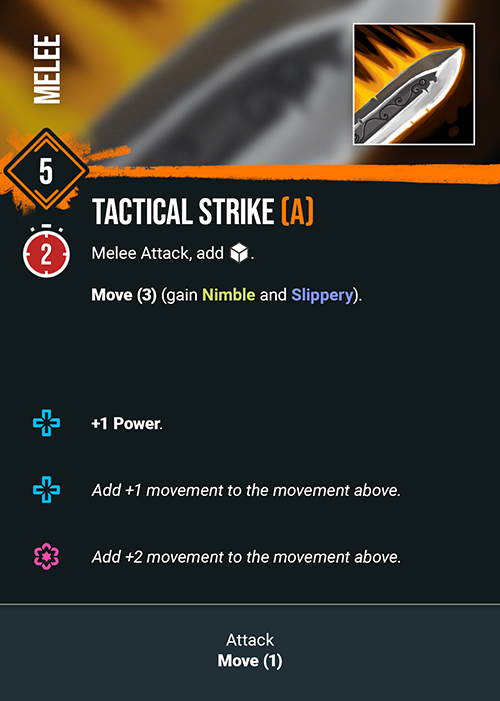 MELEE
5
TACTICAL STRIKE (A)
2
Melee Attack, add .
Move (3) (gain Nimble and Slippery).
+1 Power.
Add +1 movement to the movement above.
Add +2 movement to the movement above.
Attack
Move (1)